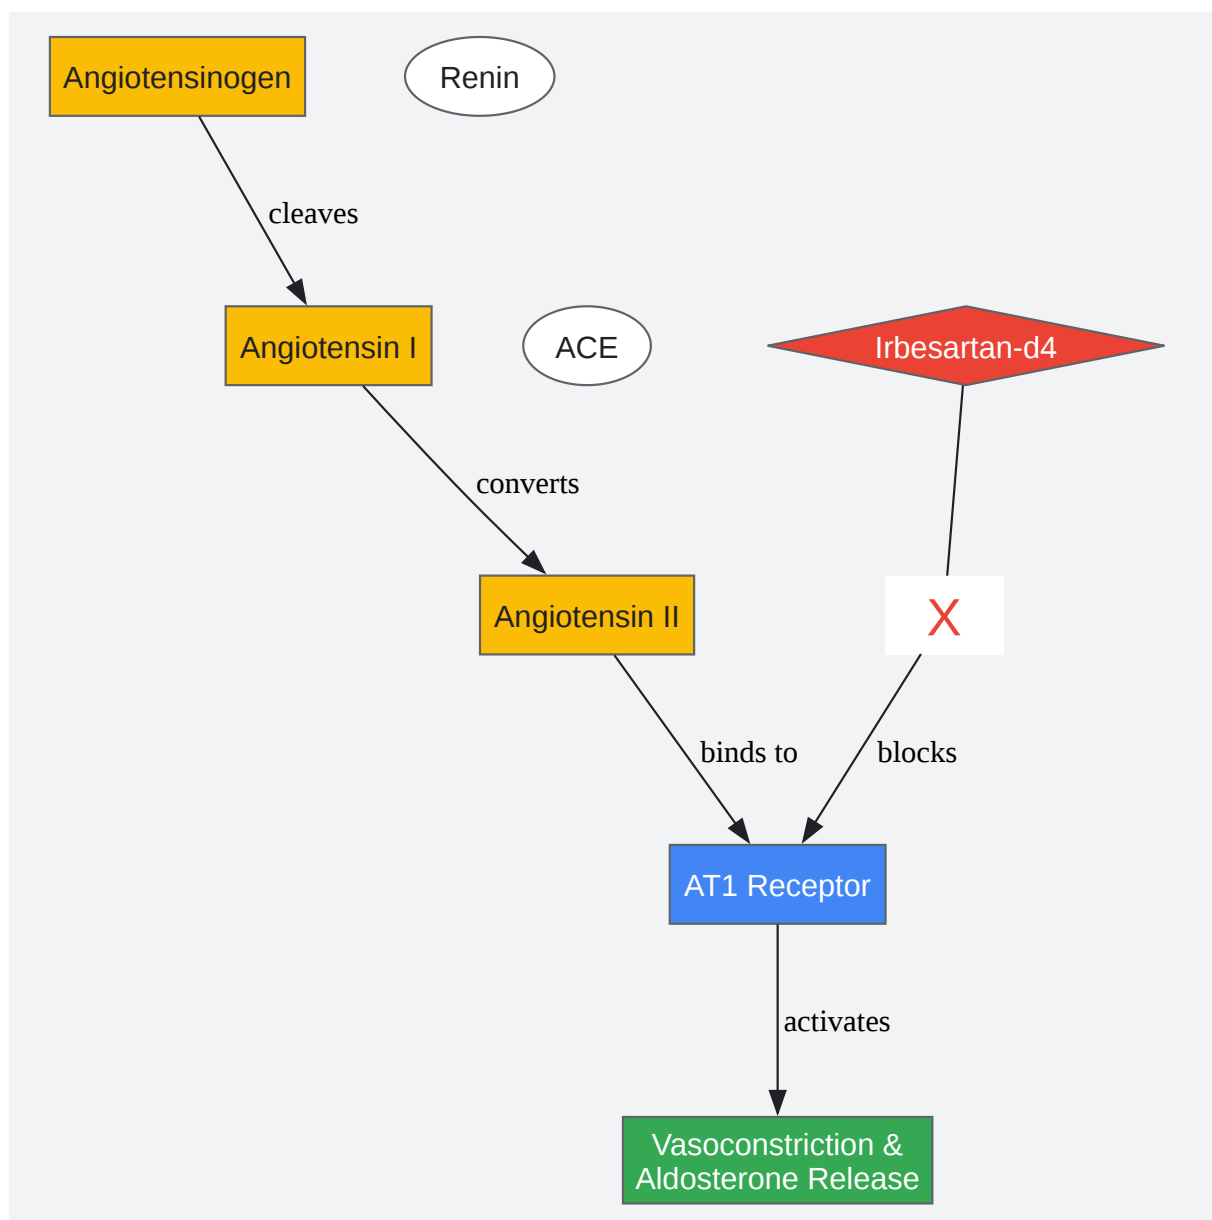 Angiotensinogen
Renin
cleaves
Angiotensin I
ACE
Irbesartan-d4
converts
Angiotensin II
X
binds to
blocks
AT1 Receptor
activates
Vasoconstriction &
Aldosterone Release